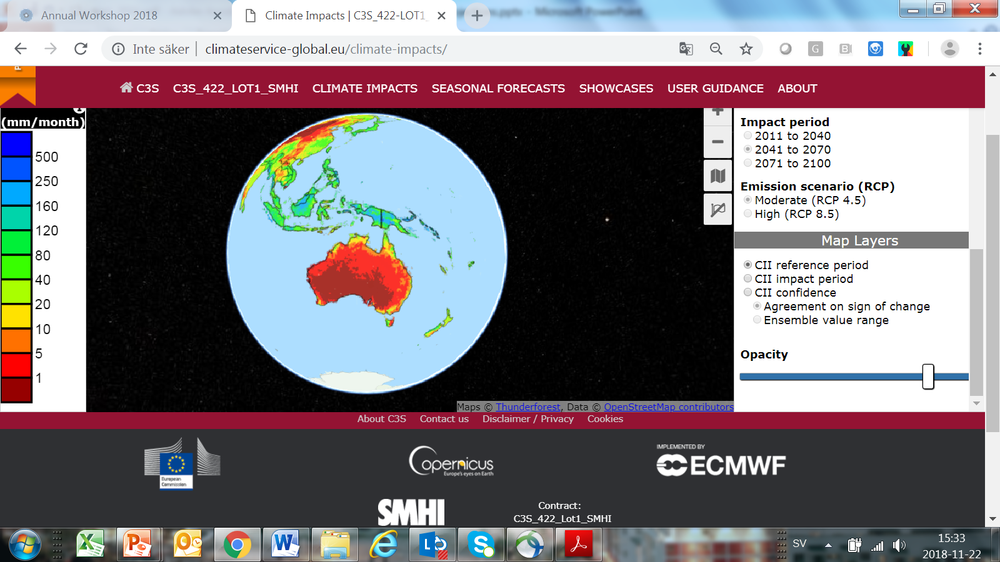 Annual Workshop 2018
Climate Impacts | C3S_422-LOT1_
Microsoft PowerPoint
Inte säker
climateservice-global.eu/climate-impacts/
C3S
C3S_422_LOT1_SMHI
CLIMATE IMPACTS
SEASONAL FORECASTS
SHOWCASES
USER GUIDANCE
ABOUT
(mm/month)
500
250
160
120
80
40
20
10
5
1
Impact period
2011 to 2040
2041 to 2070
2071 to 2100
Emission scenario (RCP)
Moderate (RCP 4.5)
High (RCP 8.5)
Map Layers
CII reference period
CII impact period
CII confidence
Agreement on sign of change
Ensemble value range
Opacity
Maps © Thunderforest, Data © OpenStreetMap contributors
About C3S
Contact us
Disclaimer / Privacy
Cookies
European
Commission
Copernicus
Europe's eyes on Earth
IMPLEMENTED BY
ECMWF
SMHI
Contract:
C3S_422_Lot1_SMHI
SV
15:33
2018-11-22